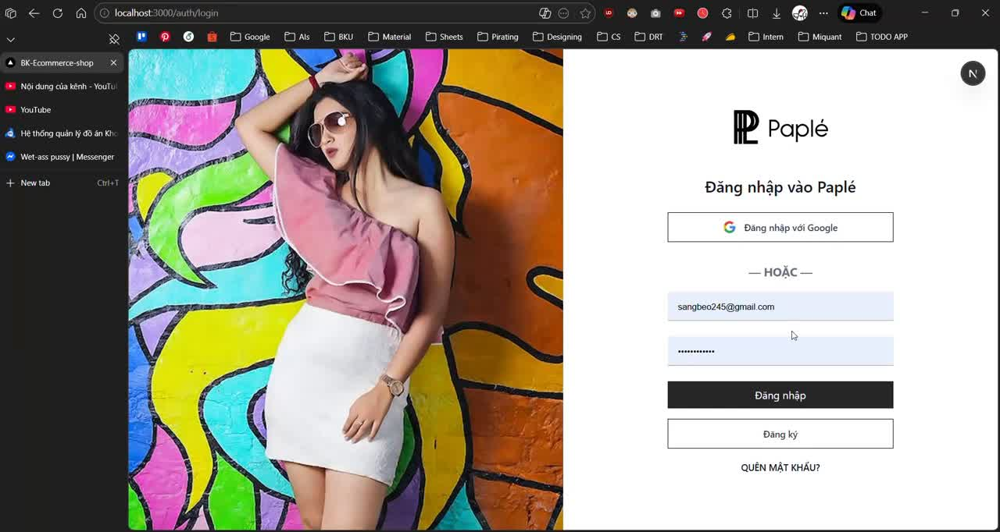 localhost:3000/auth/login
Chat
Google
AIs
BKU
Material
Sheets
Pirating
Designing
CS
DRT
Intern
Miquant
TODO APP
BK-Ecommerce-shop
Nội dung của kênh - YouTu
YouTube
Hệ thống quản lý đồ án Kho
Wet-ass pussy | Messenger
New tab
Ctrl+T
N
Paplé
Đăng nhập vào Paplé
Đăng nhập với Google
— HOẶC —
sangbeo245@gmail.com
••••••••••••
Đăng nhập
Đăng ký
QUÊN MẬT KHẨU?